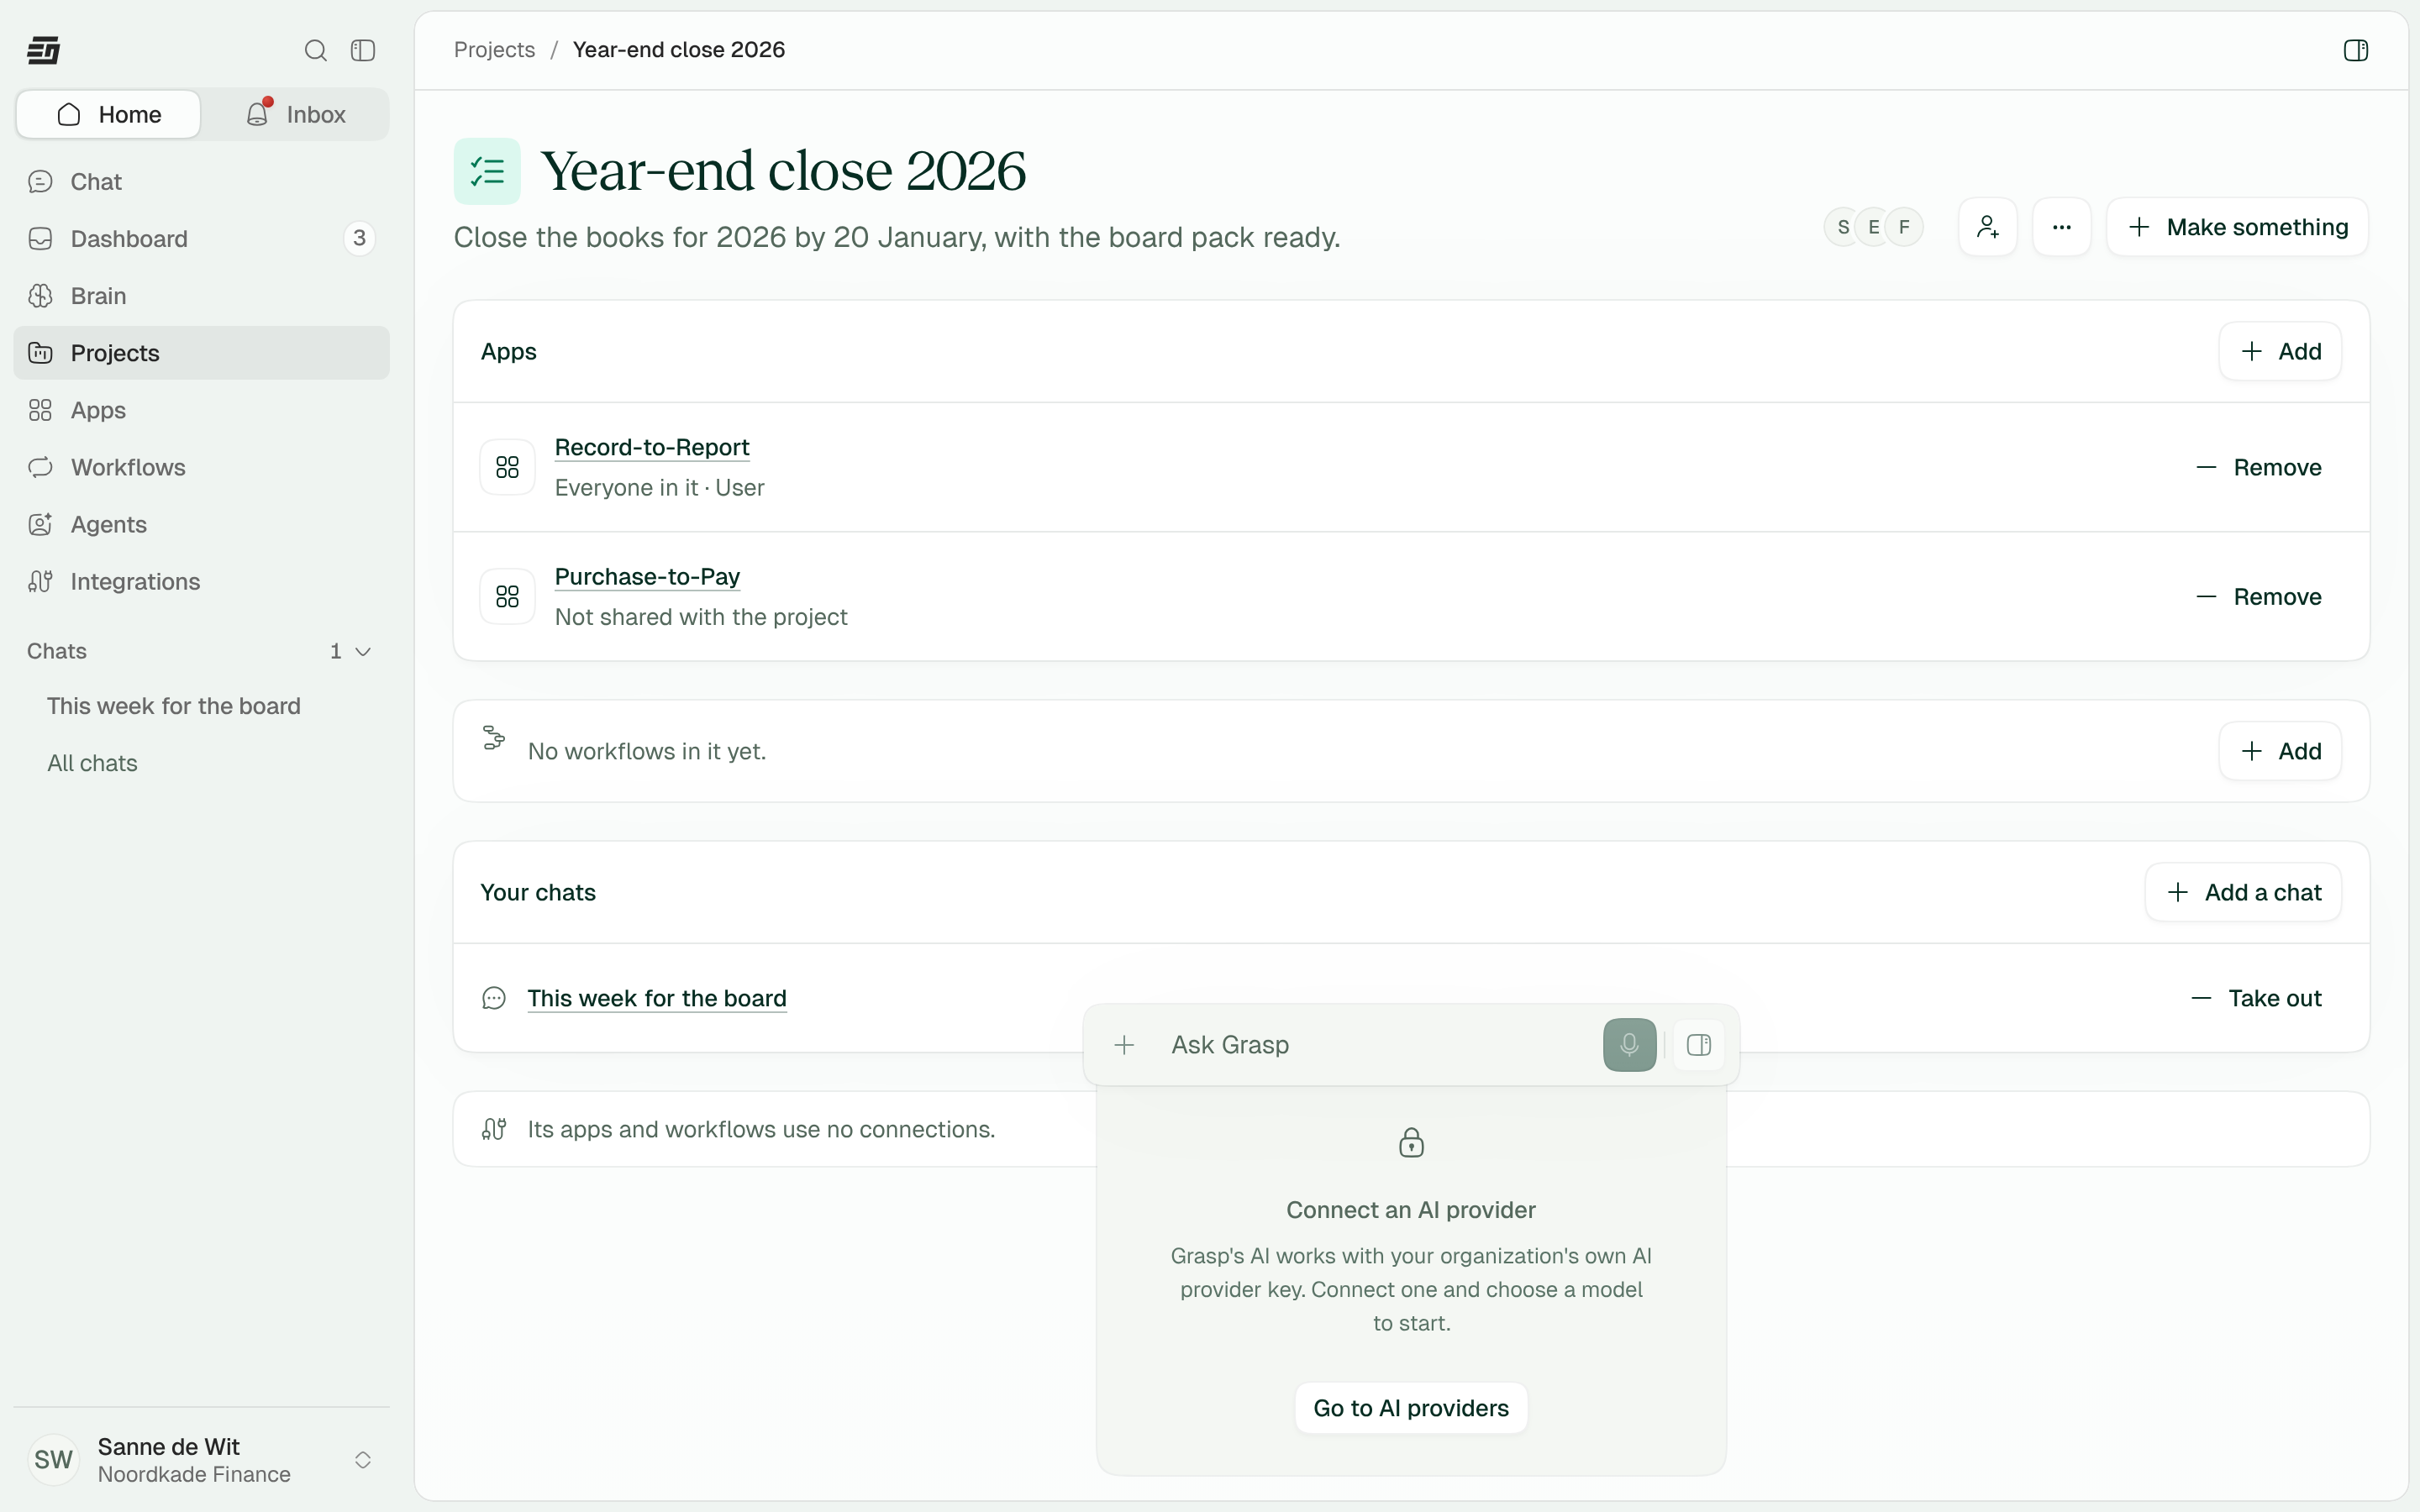 Home
Inbox
Chat
Dashboard
3
Brain
Projects
Apps
Workflows
Agents
Integrations
Chats
1
This week for the board
All chats
SW
Sanne de Wit
Noordkade Finance
Projects / Year-end close 2026
Year-end close 2026
Close the books for 2026 by 20 January, with the board pack ready.
S
E
F
Make something
Apps
Add
Record-to-Report
Everyone in it · User
Remove
Purchase-to-Pay
Not shared with the project
Remove
No workflows in it yet.
Add
Your chats
Add a chat
This week for the board
Take out
Its apps and workflows use no connections.
Ask Grasp
Connect an AI provider
Grasp's AI works with your organization's own AI
provider key. Connect one and choose a model
to start.
Go to AI providers